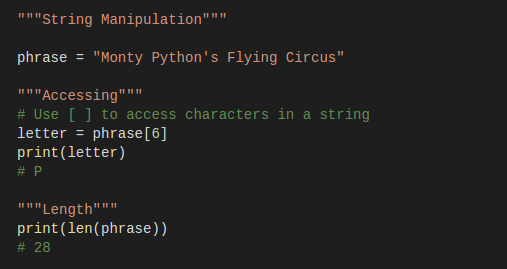 """String Manipulation"""
phrase = "Monty Python's Flying Circus"
"""Accessing"""
# Use [ ] to access characters in a string
letter = phrase[6]
print(letter)
# P
"""Length"""
print(len(phrase))
# 28